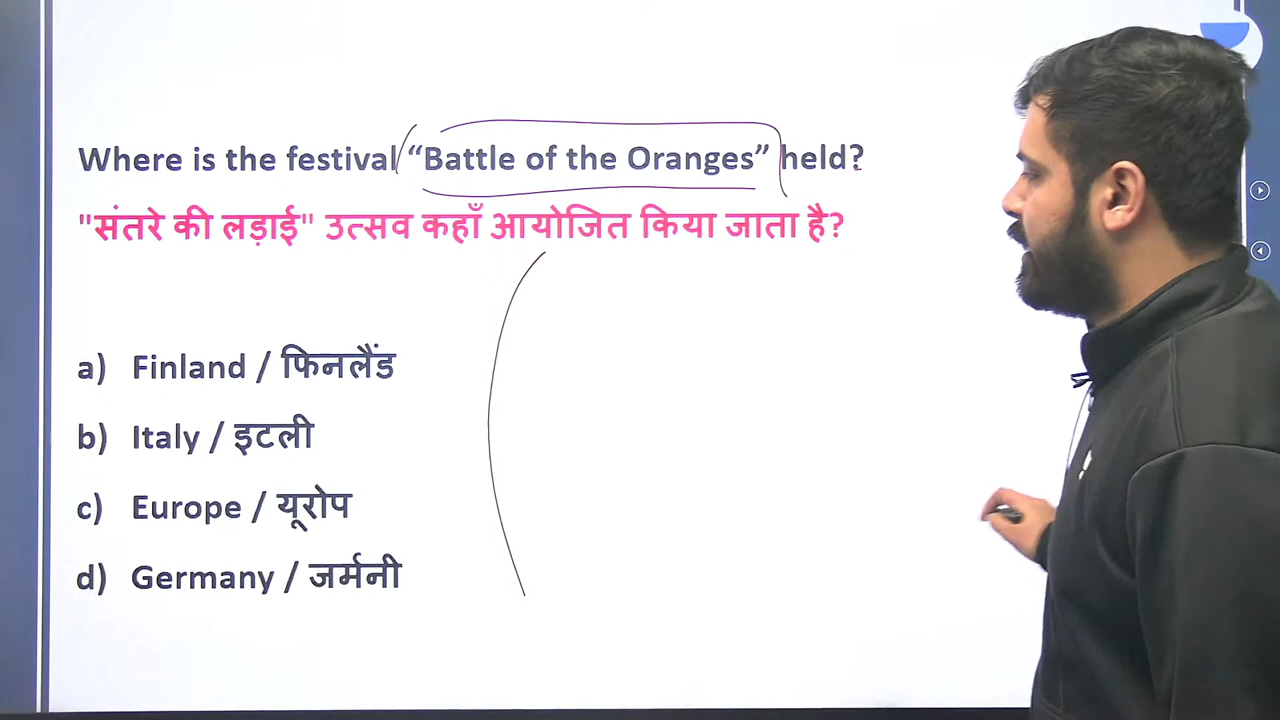 Where is the festival “Battle of the Oranges” held?
"संतरे की लड़ाई" उत्सव कहाँ आयोजित किया जाता है?
a) Finland / फिनलैंड
b) Italy / इटली
c) Europe / यूरोप
d) Germany / जर्मनी